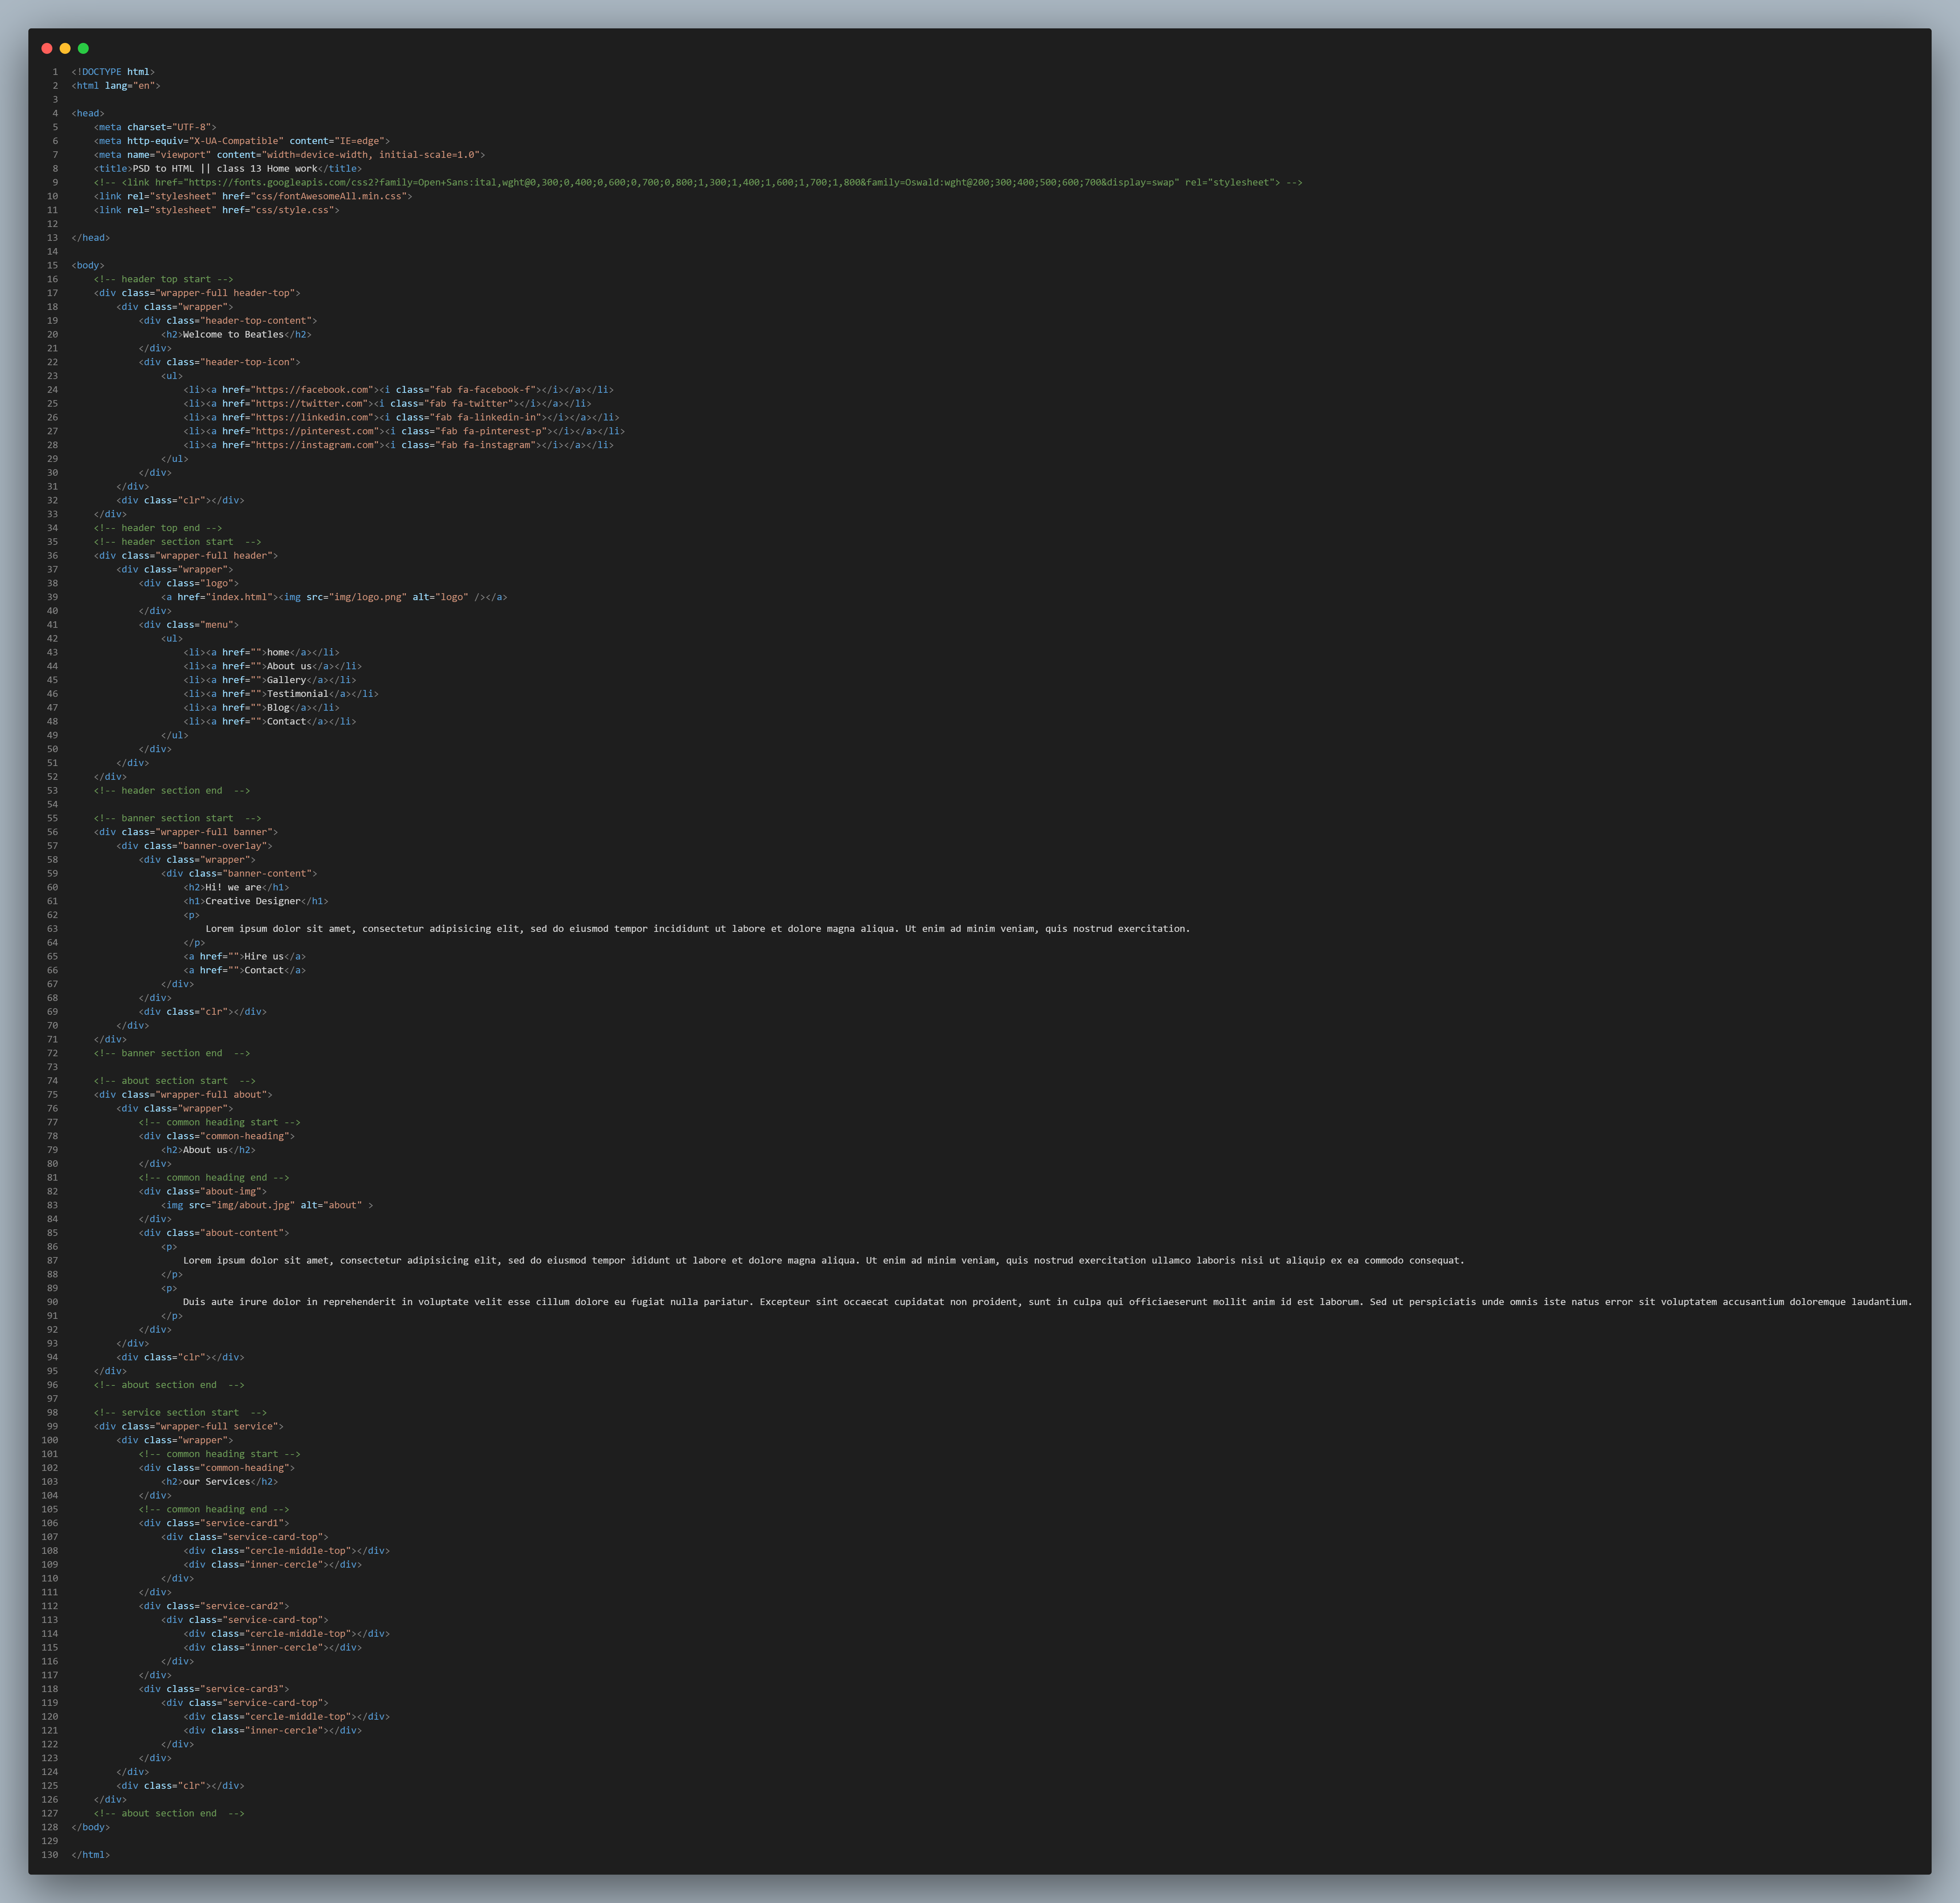 1 <!DOCTYPE html>
2 <html lang="en">
3
4 <head>
5     <meta charset="UTF-8">
6     <meta http-equiv="X-UA-Compatible" content="IE=edge">
7     <meta name="viewport" content="width=device-width, initial-scale=1.0">
8     <title>PSD to HTML || class 13 Home work</title>
9     <!-- <link href="https://fonts.googleapis.com/css2?family=Open+Sans:ital,wght@0,300;0,400;0,600;0,700;0,800;1,300;1,400;1,600;1,700;1,800&family=Oswald:wght@200;300;400;500;600;700&display=swap" rel="stylesheet"> -->
10     <link rel="stylesheet" href="css/fontAwesomeAll.min.css">
11     <link rel="stylesheet" href="css/style.css">
12
13 </head>
14
15 <body>
16     <!-- header top start -->
17     <div class="wrapper-full header-top">
18         <div class="wrapper">
19             <div class="header-top-content">
20                 <h2>Welcome to Beatles</h2>
21             </div>
22             <div class="header-top-icon">
23                 <ul>
24                     <li><a href="https://facebook.com"><i class="fab fa-facebook-f"></i></a></li>
25                     <li><a href="https://twitter.com"><i class="fab fa-twitter"></i></a></li>
26                     <li><a href="https://linkedin.com"><i class="fab fa-linkedin-in"></i></a></li>
27                     <li><a href="https://pinterest.com"><i class="fab fa-pinterest-p"></i></a></li>
28                     <li><a href="https://instagram.com"><i class="fab fa-instagram"></i></a></li>
29                 </ul>
30             </div>
31         </div>
32         <div class="clr"></div>
33     </div>
34     <!-- header top end -->
35     <!-- header section start  -->
36     <div class="wrapper-full header">
37         <div class="wrapper">
38             <div class="logo">
39                 <a href="index.html"><img src="img/logo.png" alt="logo" /></a>
40             </div>
41             <div class="menu">
42                 <ul>
43                     <li><a href="">home</a></li>
44                     <li><a href="">About us</a></li>
45                     <li><a href="">Gallery</a></li>
46                     <li><a href="">Testimonial</a></li>
47                     <li><a href="">Blog</a></li>
48                     <li><a href="">Contact</a></li>
49                 </ul>
50             </div>
51         </div>
52     </div>
53     <!-- header section end  -->
54
55     <!-- banner section start  -->
56     <div class="wrapper-full banner">
57         <div class="banner-overlay">
58             <div class="wrapper">
59                 <div class="banner-content">
60                     <h2>Hi! we are</h1>
61                     <h1>Creative Designer</h1>
62                     <p>
63                         Lorem ipsum dolor sit amet, consectetur adipisicing elit, sed do eiusmod tempor incididunt ut labore et dolore magna aliqua. Ut enim ad minim veniam, quis nostrud exercitation.
64                     </p>
65                     <a href="">Hire us</a>
66                     <a href="">Contact</a>
67                 </div>
68             </div>
69             <div class="clr"></div>
70         </div>
71     </div>
72     <!-- banner section end  -->
73
74     <!-- about section start  -->
75     <div class="wrapper-full about">
76         <div class="wrapper">
77             <!-- common heading start -->
78             <div class="common-heading">
79                 <h2>About us</h2>
80             </div>
81             <!-- common heading end -->
82             <div class="about-img">
83                 <img src="img/about.jpg" alt="about" >
84             </div>
85             <div class="about-content">
86                 <p>
87                     Lorem ipsum dolor sit amet, consectetur adipisicing elit, sed do eiusmod tempor ididunt ut labore et dolore magna aliqua. Ut enim ad minim veniam, quis nostrud exercitation ullamco laboris nisi ut aliquip ex ea commodo consequat.
88                 </p>
89                 <p>
90                     Duis aute irure dolor in reprehenderit in voluptate velit esse cillum dolore eu fugiat nulla pariatur. Excepteur sint occaecat cupidatat non proident, sunt in culpa qui officiaeserunt mollit anim id est laborum. Sed ut perspiciatis unde omnis iste natus error sit voluptatem accusantium doloremque laudantium.
91                 </p>
92             </div>
93         </div>
94         <div class="clr"></div>
95     </div>
96     <!-- about section end  -->
97
98     <!-- service section start  -->
99     <div class="wrapper-full service">
100         <div class="wrapper">
101             <!-- common heading start -->
102             <div class="common-heading">
103                 <h2>our Services</h2>
104             </div>
105             <!-- common heading end -->
106             <div class="service-card1">
107                 <div class="service-card-top">
108                     <div class="cercle-middle-top"></div>
109                     <div class="inner-cercle"></div>
110                 </div>
111             </div>
112             <div class="service-card2">
113                 <div class="service-card-top">
114                     <div class="cercle-middle-top"></div>
115                     <div class="inner-cercle"></div>
116                 </div>
117             </div>
118             <div class="service-card3">
119                 <div class="service-card-top">
120                     <div class="cercle-middle-top"></div>
121                     <div class="inner-cercle"></div>
122                 </div>
123             </div>
124         </div>
125         <div class="clr"></div>
126     </div>
127     <!-- about section end  -->
128 </body>
129
130 </html>